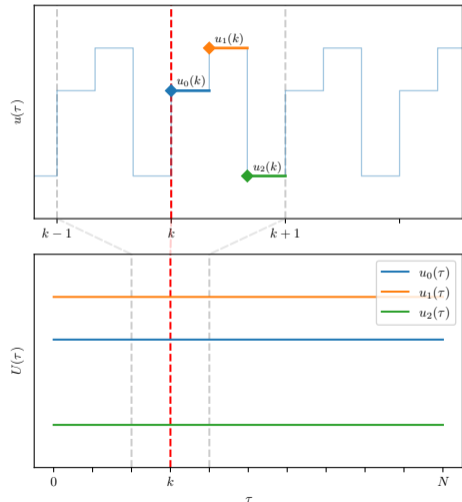 u₁(k)
u₀(k)
u₂(k)
u(τ)
k − 1
k
k + 1
u₀(τ)
u₁(τ)
u₂(τ)
U(τ)
0
k
N
τ